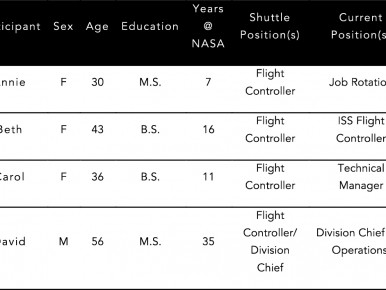 Years
ticipant Sex Age Education @ NASA Shuttle Position(s) Current Position(s)
nnie F 30 M.S. 7 Flight Controller Job Rotatio
Beth F 43 B.S. 16 Flight Controller ISS Flight Controller
Carol F 36 B.S. 11 Flight Controller Technical Manager
David M 56 M.S. 35 Flight Controller/ Division Chief Division Chief Operations